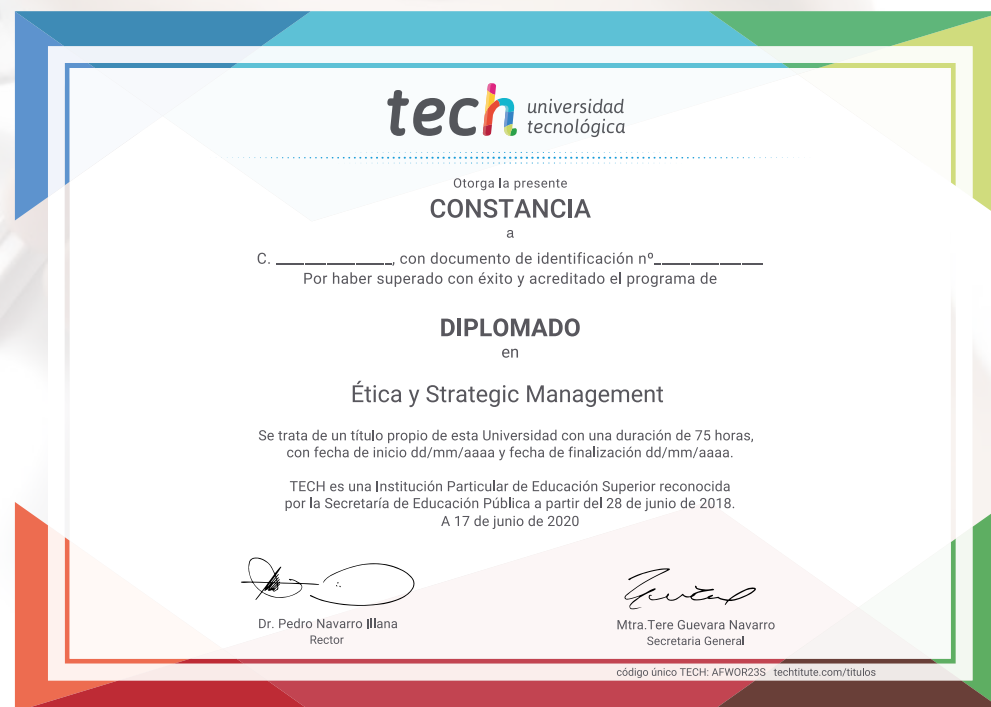 tech universidad
tecnológica
Otorga la presente
CONSTANCIA
a
C. ______________, con documento de identificación nº_____________
Por haber superado con éxito y acreditado el programa de
DIPLOMADO
en
Ética y Strategic Management
Se trata de un título propio de esta Universidad con una duración de 75 horas,
con fecha de inicio dd/mm/aaaa y fecha de finalización dd/mm/aaaa.
TECH es una Institución Particular de Educación Superior reconocida
por la Secretaría de Educación Pública a partir del 28 de junio de 2018.
A 17 de junio de 2020
Dr. Pedro Navarro Illana
Rector
Mtra.Tere Guevara Navarro
Secretaria General
código único TECH: AFWOR23S techtitute.com/titulos